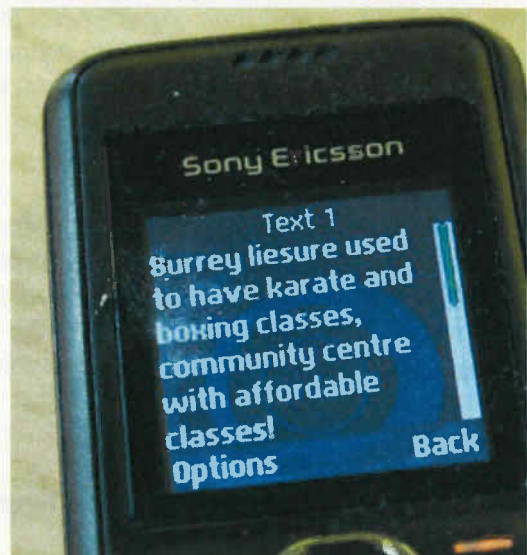 Sony Ericsson
Text 1
Surrey liesure used
to have karate and
boxing classes,
community centre
with affordable
classes!
Options Back